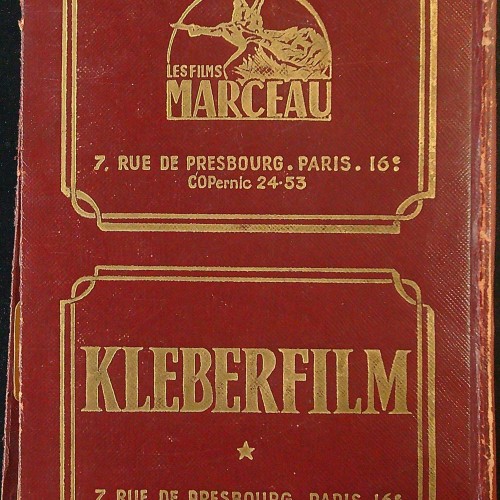 LES FILMS
MARCEAU
7, RUE DE PRESBOURG. PARIS. 16e
COPernic 24-53
KLEBERFILM
7, RUE DE PRESBOURG. PARIS. 16e